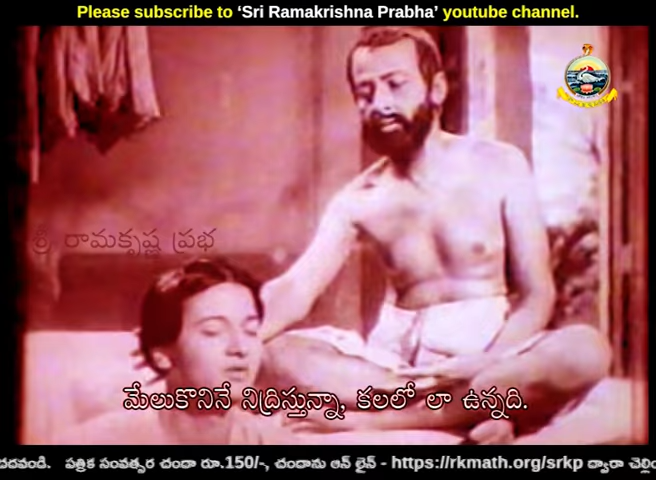 Please subscribe to ‘Sri Ramakrishna Prabha’ youtube channel.
శ్రీ రామకృష్ణ ప్రభ
మేలుకొనినే నిద్రిస్తున్నా, కలలో లా ఉన్నది.
చదవండి. పత్రిక సంవత్సర చందా రూ.150/-, చందాను ఆన్ లైన్ - https://rkmath.org/srkp ద్వారా